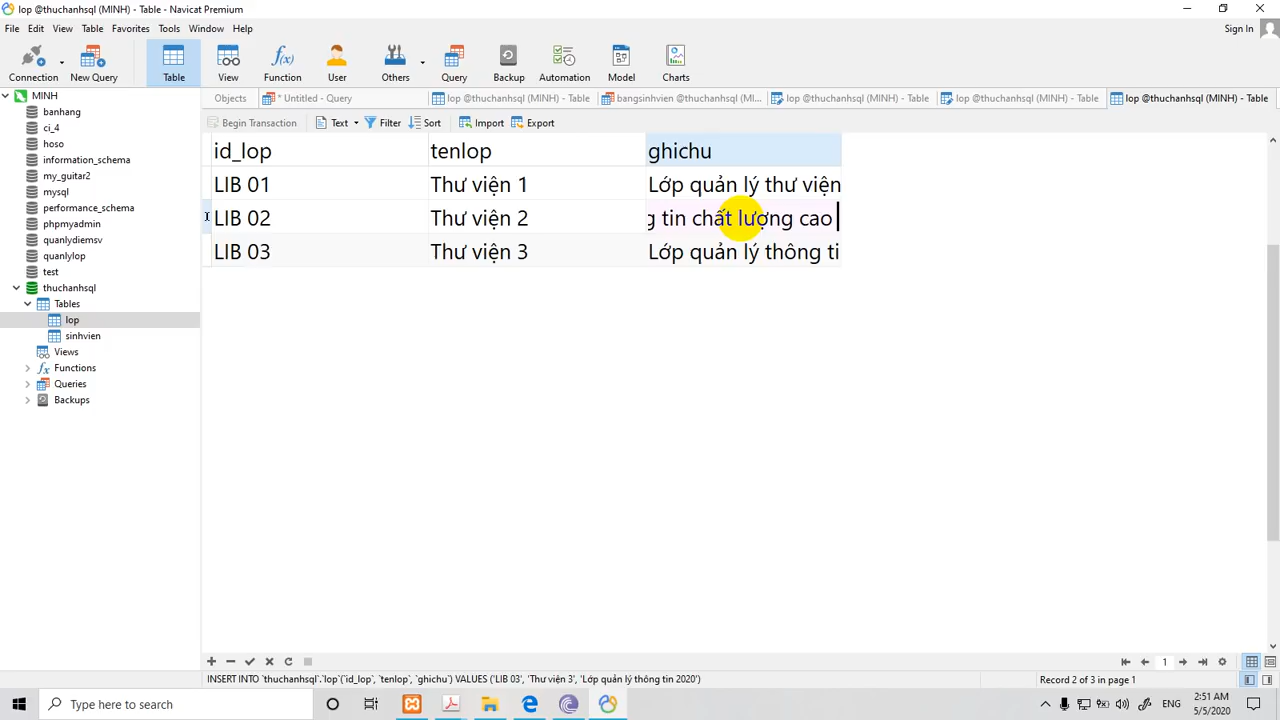 lop @thuchanhsql (MINH) - Table - Navicat Premium
File Edit View Table Favorites Tools Window Help
Sign In
Connection New Query Table View Function User Others Query Backup Automation Model Charts
Objects * Untitled - Query lop @thuchanhsql (MINH) - Table bangsinhvien @thuchanhsql (MI... lop @thuchanhsql (MINH) - Table lop @thuchanhsql (MINH) - Table lop @thuchanhsql (MINH) - Table
Begin Transaction Text Filter Sort Import Export
MINH
banhang
ci_4
hoso
information_schema
my_guitar2
mysql
performance_schema
phpmyadmin
quanlydiemsv
quanlylop
test
thuchanhsql
Tables
lop
sinhvien
Views
Functions
Queries
Backups
id_lop tenlop ghichu
LIB 01 Thư viện 1 Lớp quản lý thư viện
LIB 02 Thư viện 2 g tin chất lượng cao
LIB 03 Thư viện 3 Lớp quản lý thông ti
1
INSERT INTO `thuchanhsql`.`lop`(`id_lop`, `tenlop`, `ghichu`) VALUES ('LIB 03', 'Thư viện 3', 'Lớp quản lý thông tin 2020')
Record 2 of 3 in page 1
Type here to search
ENG
2:51 AM
5/5/2020